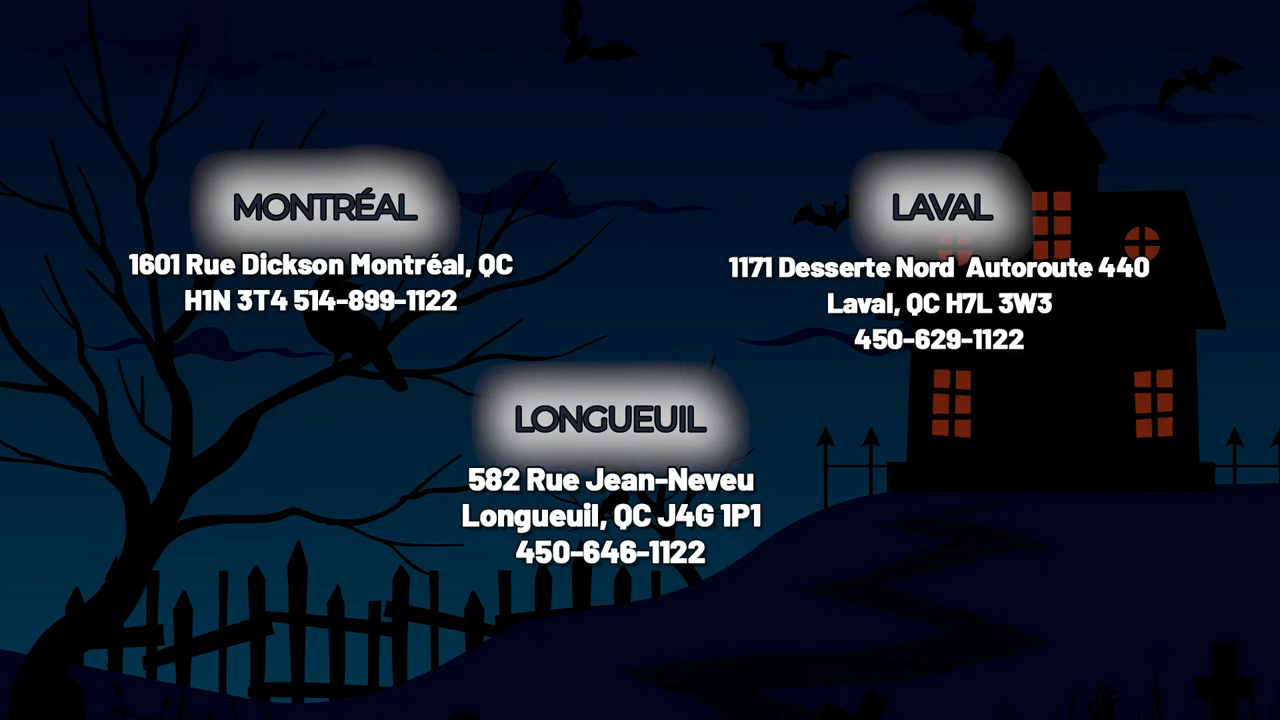 MONTRÉAL
1601 Rue Dickson Montréal, QC
H1N 3T4 514-899-1122
LAVAL
1171 Desserte Nord  Autoroute 440
Laval, QC H7L 3W3
450-629-1122
LONGUEUIL
582 Rue Jean-Neveu
Longueuil, QC J4G 1P1
450-646-1122